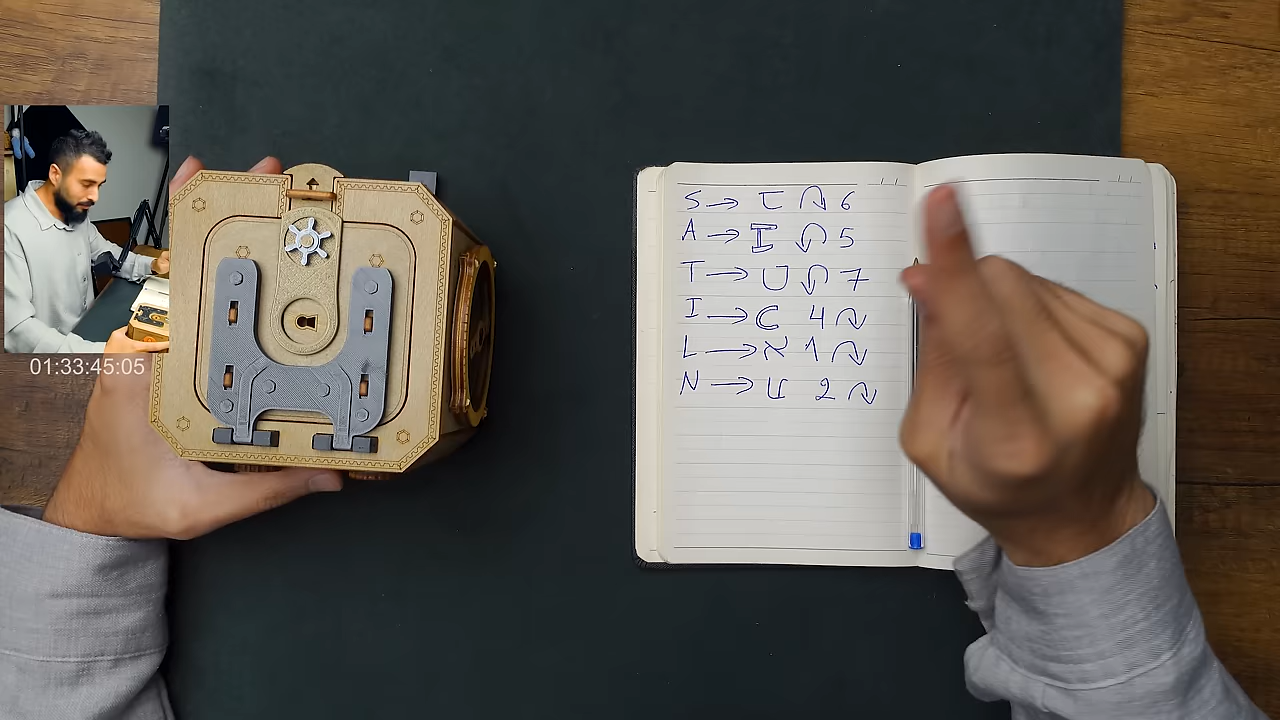 01:33:45:05
S → τ 6
A → I 5
T → U 7
I → C 4
L → א 1
N → u 2